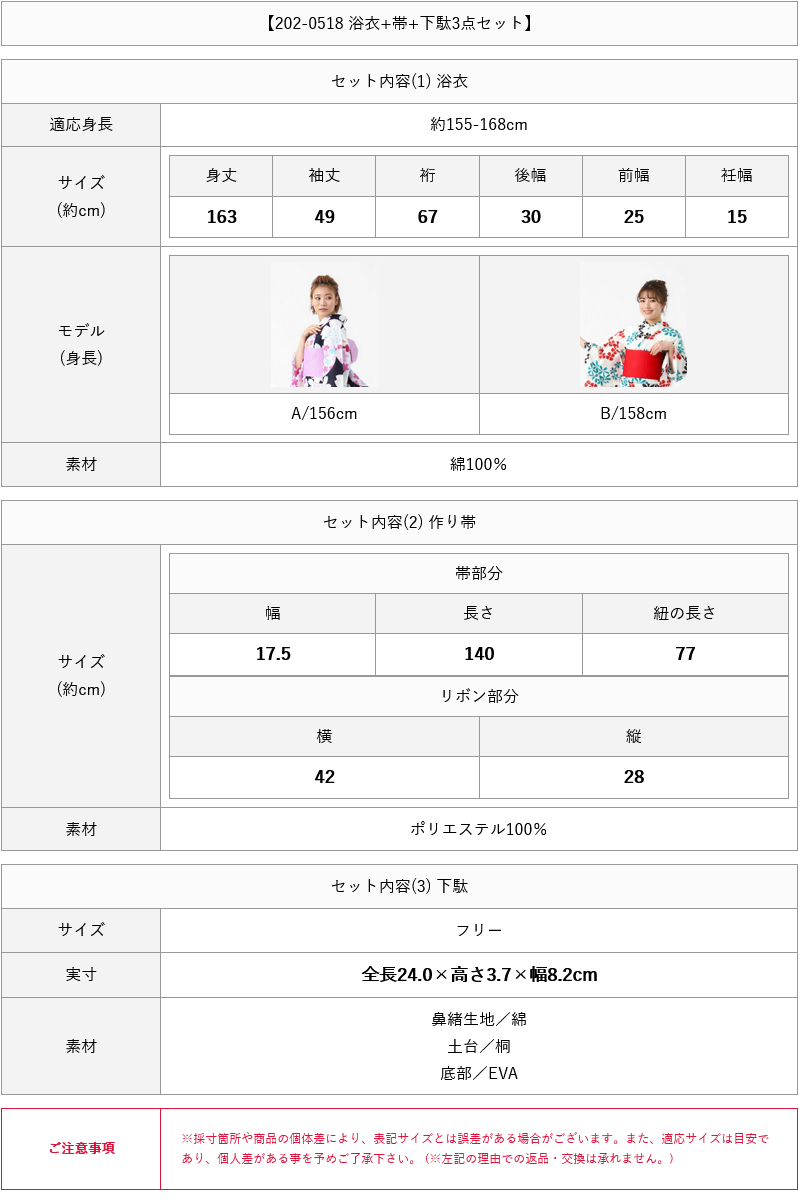 【202-0518 浴衣+帯+下駄3点セット】
セット内容(1) 浴衣
適応身長
約155-168cm
サイズ
(約cm)
身丈 袖丈 裄 後幅 前幅 衽幅
163 49 67 30 25 15
モデル
(身長)
A/156cm B/158cm
素材
綿100%
セット内容(2) 作り帯
サイズ
(約cm)
帯部分
幅 長さ 紐の長さ
17.5 140 77
リボン部分
横 縦
42 28
素材
ポリエステル100%
セット内容(3) 下駄
サイズ
フリー
実寸
全長24.0×高さ3.7×幅8.2cm
素材
鼻緒生地／綿
土台／桐
底部／EVA
ご注意事項
※採寸箇所や商品の個体差により、表記サイズとは誤差がある場合がございます。また、適応サイズは目安で
あり、個人差がある事を予めご了承下さい。(※左記の理由での返品・交換は承れません。)